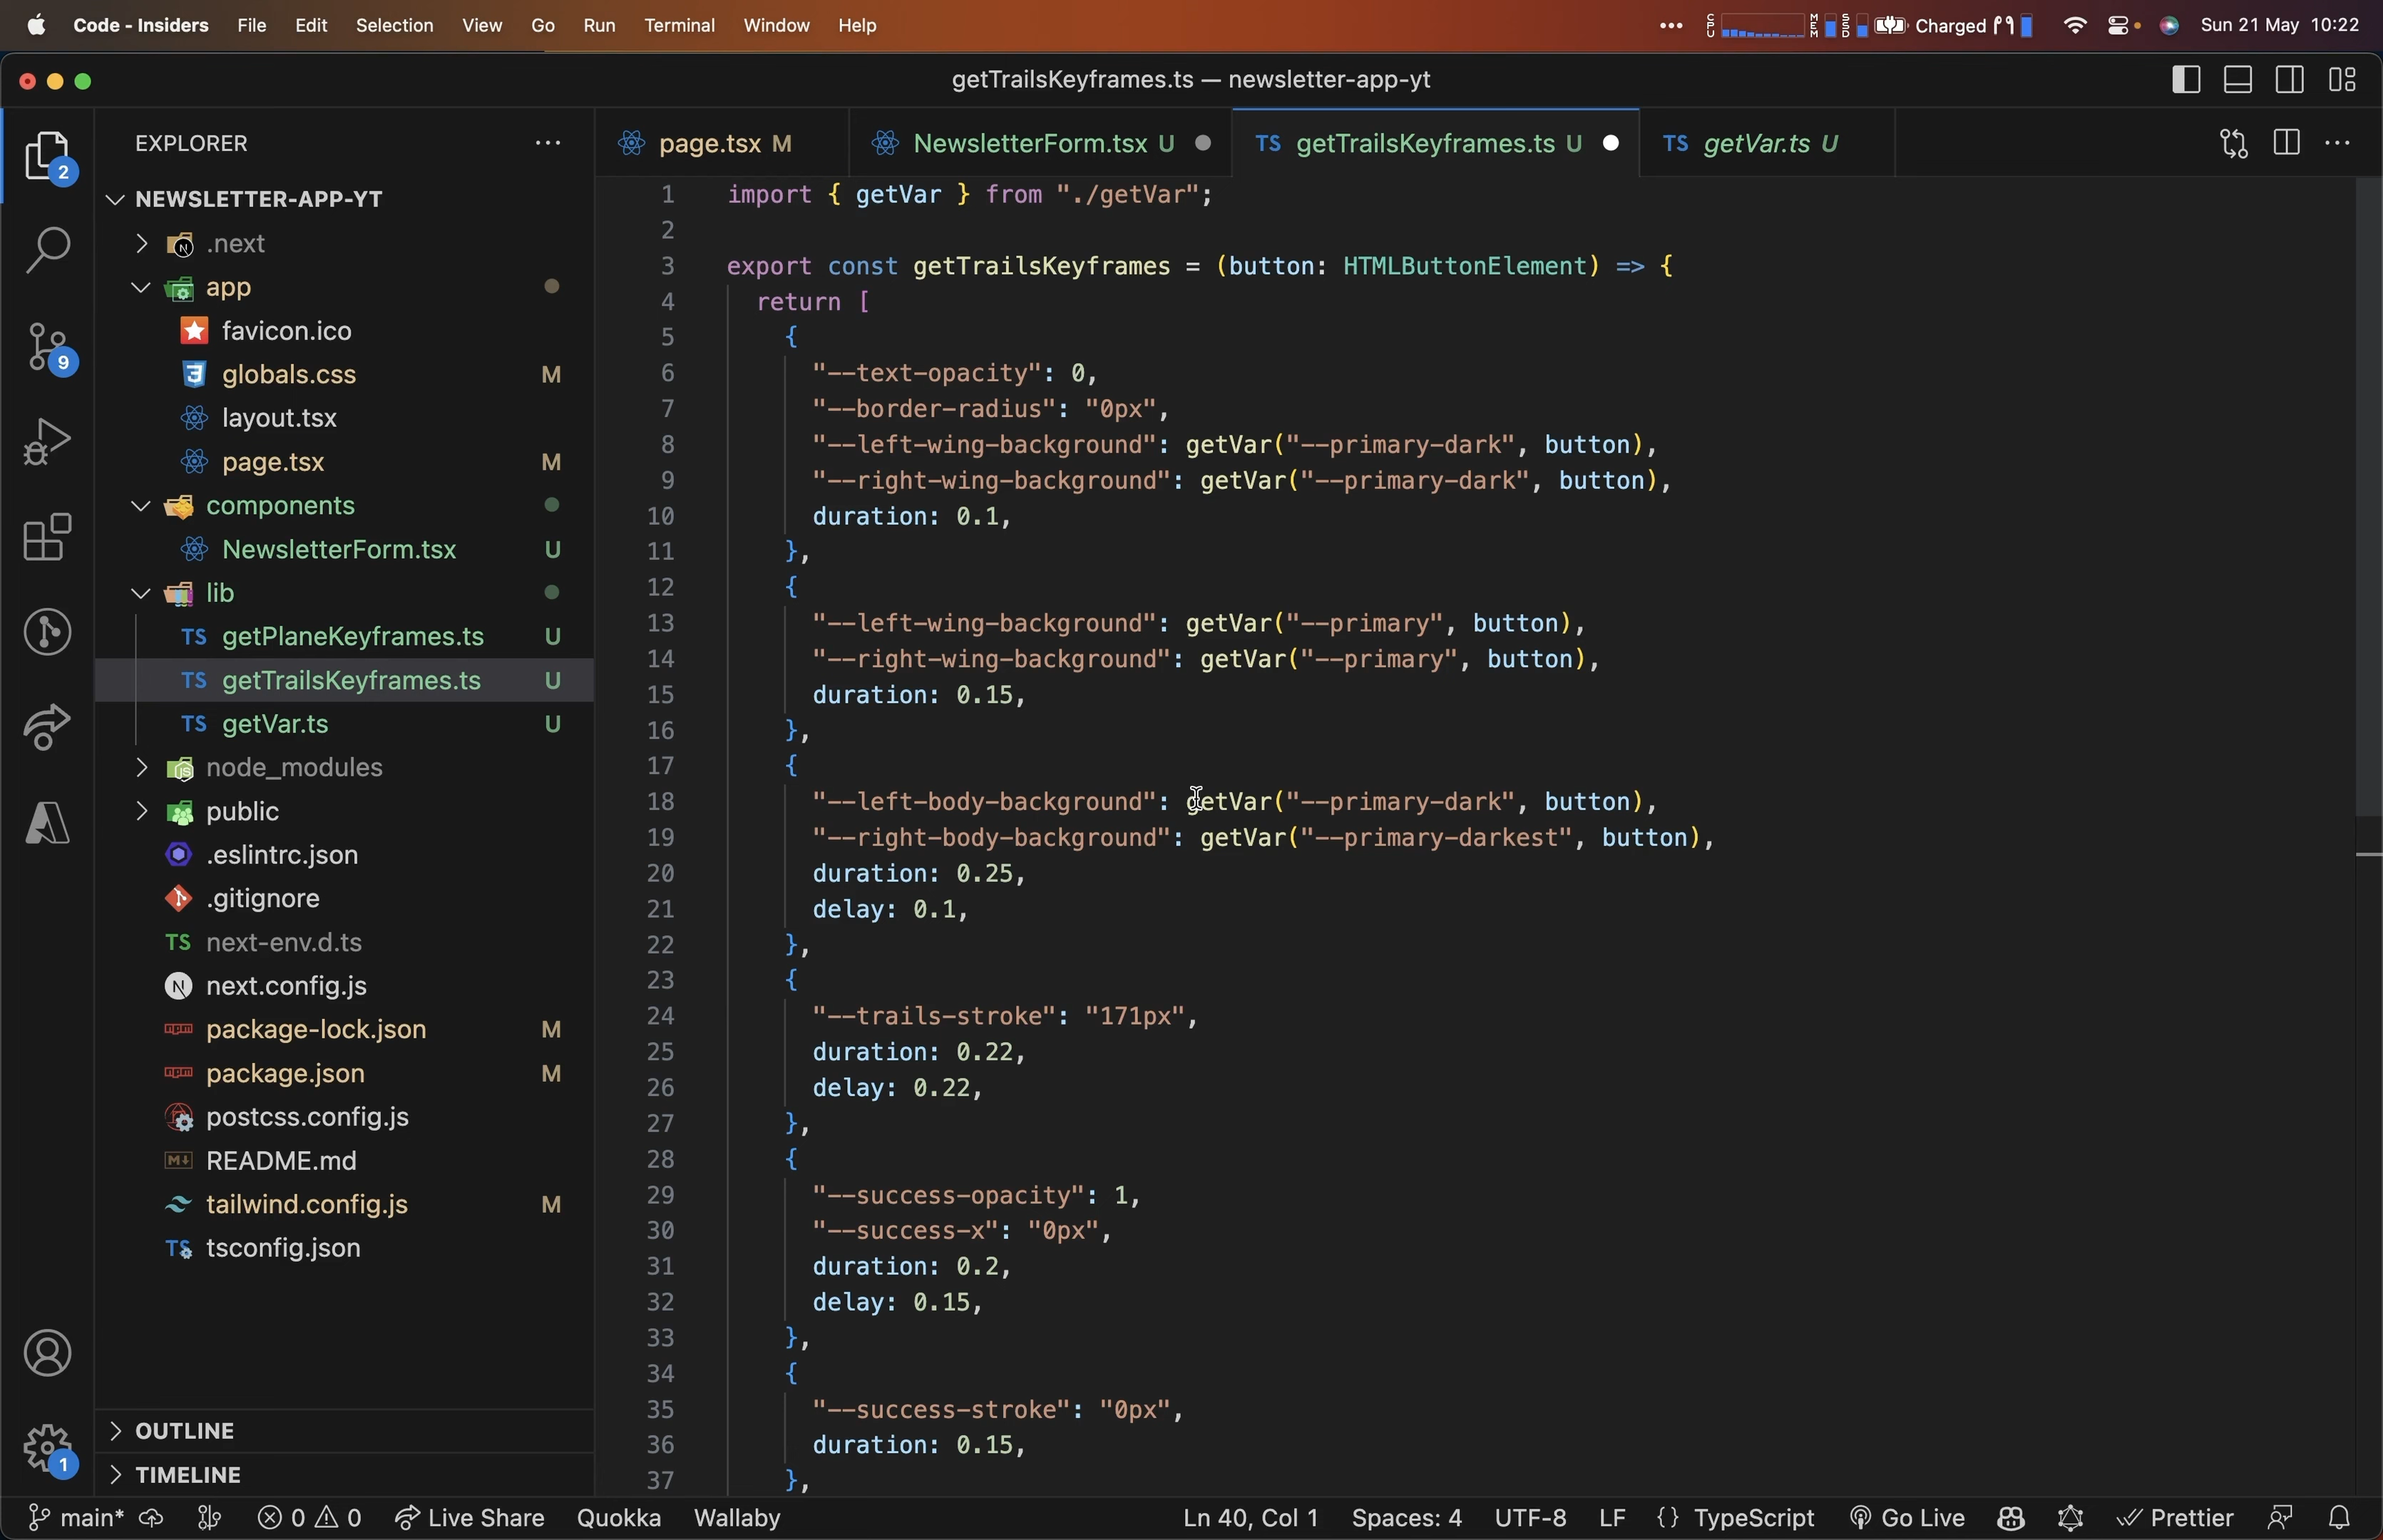 Code - Insiders File Edit Selection View Go Run Terminal Window Help
CPU MEM SSD Charged Sun 21 May 10:22
getTrailsKeyframes.ts — newsletter-app-yt
EXPLORER
page.tsx M NewsletterForm.tsx U TS getTrailsKeyframes.ts U TS getVar.ts U
2
9
1
NEWSLETTER-APP-YT
.next
app
favicon.ico
globals.css M
layout.tsx
page.tsx M
components
NewsletterForm.tsx U
lib
TS getPlaneKeyframes.ts U
TS getTrailsKeyframes.ts U
TS getVar.ts U
node_modules
public
.eslintrc.json
.gitignore
TS next-env.d.ts
next.config.js
package-lock.json M
package.json M
postcss.config.js
README.md
tailwind.config.js M
TS tsconfig.json
OUTLINE
TIMELINE
1 import { getVar } from "./getVar";
2
3 export const getTrailsKeyframes = (button: HTMLButtonElement) => {
4 return [
5 {
6 "--text-opacity": 0,
7 "--border-radius": "0px",
8 "--left-wing-background": getVar("--primary-dark", button),
9 "--right-wing-background": getVar("--primary-dark", button),
10 duration: 0.1,
11 },
12 {
13 "--left-wing-background": getVar("--primary", button),
14 "--right-wing-background": getVar("--primary", button),
15 duration: 0.15,
16 },
17 {
18 "--left-body-background": getVar("--primary-dark", button),
19 "--right-body-background": getVar("--primary-darkest", button),
20 duration: 0.25,
21 delay: 0.1,
22 },
23 {
24 "--trails-stroke": "171px",
25 duration: 0.22,
26 delay: 0.22,
27 },
28 {
29 "--success-opacity": 1,
30 "--success-x": "0px",
31 duration: 0.2,
32 delay: 0.15,
33 },
34 {
35 "--success-stroke": "0px",
36 duration: 0.15,
37 },
main* 0 0 Live Share Quokka Wallaby Ln 40, Col 1 Spaces: 4 UTF-8 LF {} TypeScript Go Live Prettier